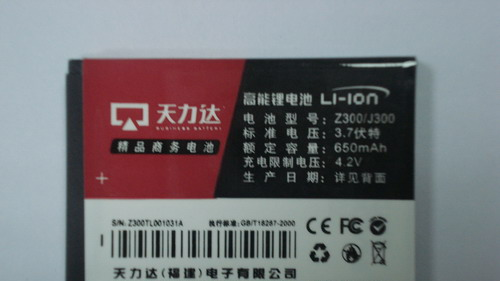 天力达
BUSINESS BATTERY
精品商务电池
+
高能锂电池 LI-ION
电池型号: Z300/J300
标准电压: 3.7伏特
额定容量: 650mAh
充电限制电压: 4.2V
生产日期: 详见背面
S/N: Z300TL001031A
执行标准: GB/T18287-2000
CE FC
天力达(福建)电子有限公司